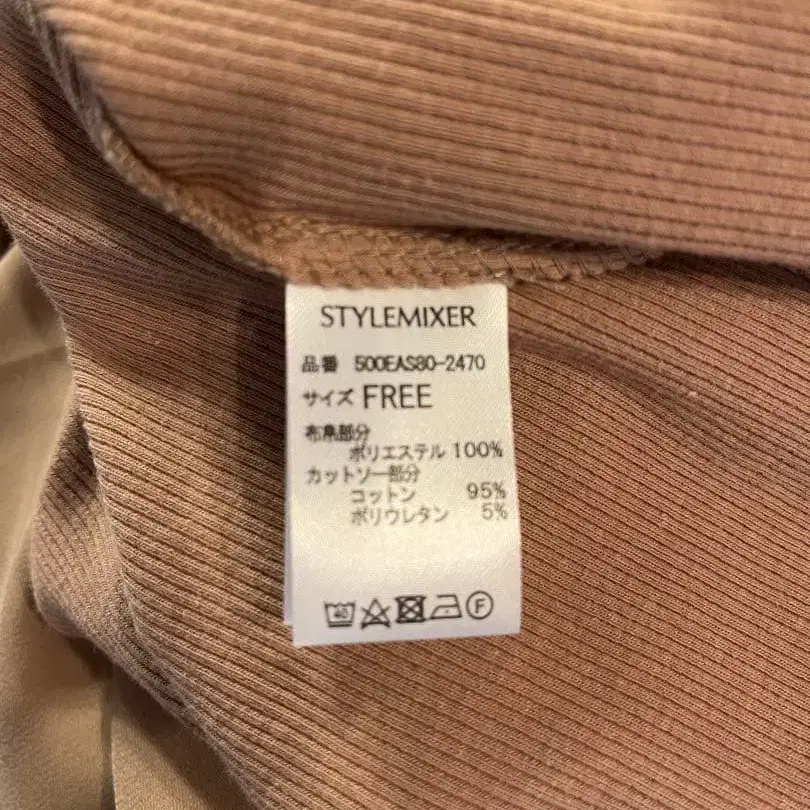 STYLEMIXER
品番 500EAS80-2470
サイズ FREE
布帛部分
ポリエステル 100%
カットソー部分
コットン 95%
ポリウレタン 5%
40 F